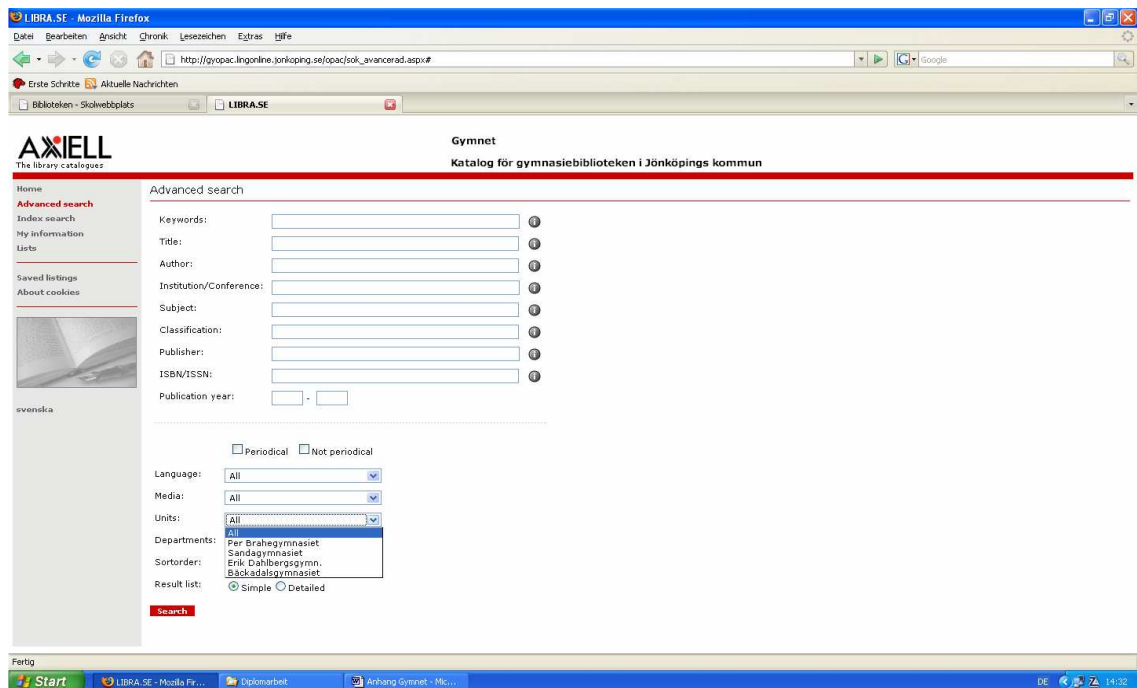 LIBRA.SE - Mozilla Firefox
Datei Bearbeiten Ansicht Chronik Lesezeichen Extras Hilfe
http://gyopac.lingonline.jonkoping.se/opac/sok_avancerad.aspx#
Google
Erste Schritte Aktuelle Nachrichten
Biblioteken - Skolwebbplats LIBRA.SE
AXIELL
The library catalogues
Gymnet
Katalog för gymnasiebiblioteken i Jönköpings kommun
Home
Advanced search
Index search
My information
Lists
Saved listings
About cookies
svenska
Advanced search
Keywords:
Title:
Author:
Institution/Conference:
Subject:
Classification:
Publisher:
ISBN/ISSN:
Publication year: -
Periodical Not periodical
Language: All
Media: All
Units: All
All
Per Brahegymnasiet
Sandagymnasiet
Erik Dahlbergsgymn.
Bäckadalsgymnasiet
Departments:
Sortorder:
Result list: Simple Detailed
Search
Fertig
Start LIBRA.SE - Mozilla Fir... Diplomarbeit Anhang Gymnet - Mic... DE 14:32